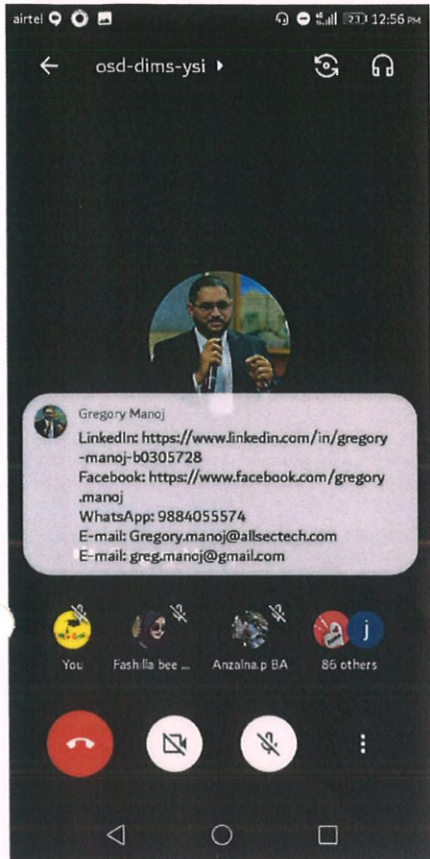 airtel
12:56 PM
osd-dims-ysi
Gregory Manoj
LinkedIn: https://www.linkedin.com/in/gregory
-manoj-b0305728
Facebook: https://www.facebook.com/gregory
.manoj
WhatsApp: 9884055574
E-mail: Gregory.manoj@allsectech.com
E-mail: greg.manoj@gmail.com
j
You
Fashilla bee ...
Anzalna.p BA
86 others